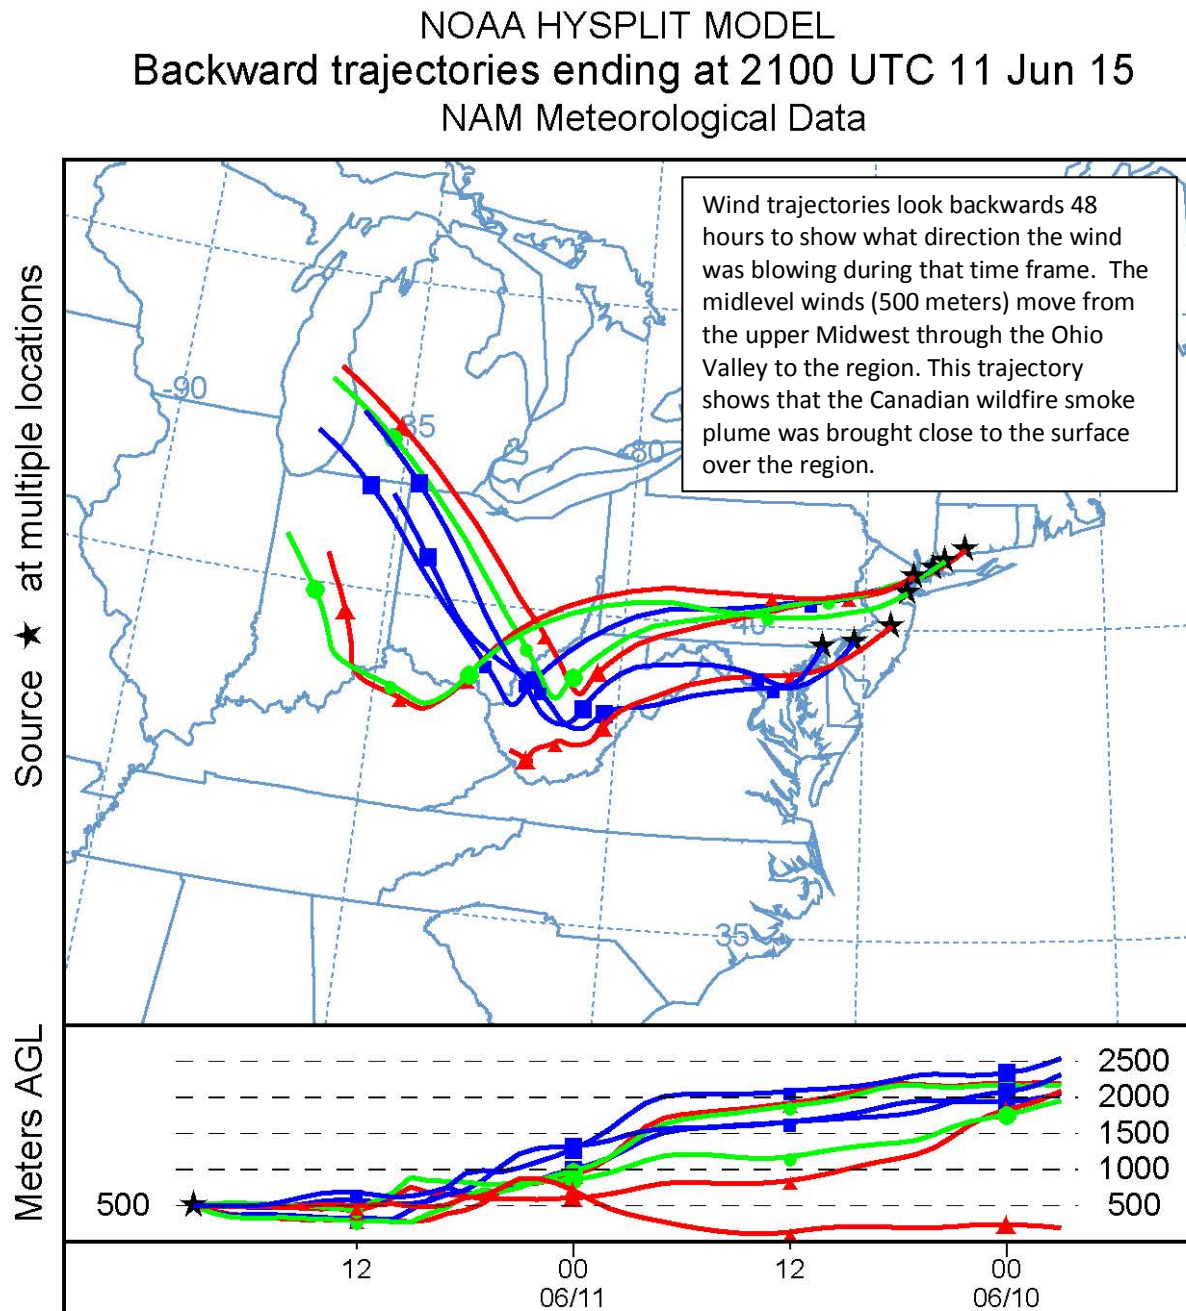 NOAA HYSPLIT MODEL
Backward trajectories ending at 2100 UTC 11 Jun 15
NAM Meteorological Data
Source ★ at multiple locations
Wind trajectories look backwards 48
hours to show what direction the wind
was blowing during that time frame. The
midlevel winds (500 meters) move from
the upper Midwest through the Ohio
Valley to the region. This trajectory
shows that the Canadian wildfire smoke
plume was brought close to the surface
over the region.
-90
-85
-80
40
35
Meters AGL
500
2500
2000
1500
1000
500
12
00
12
00
06/11
06/10